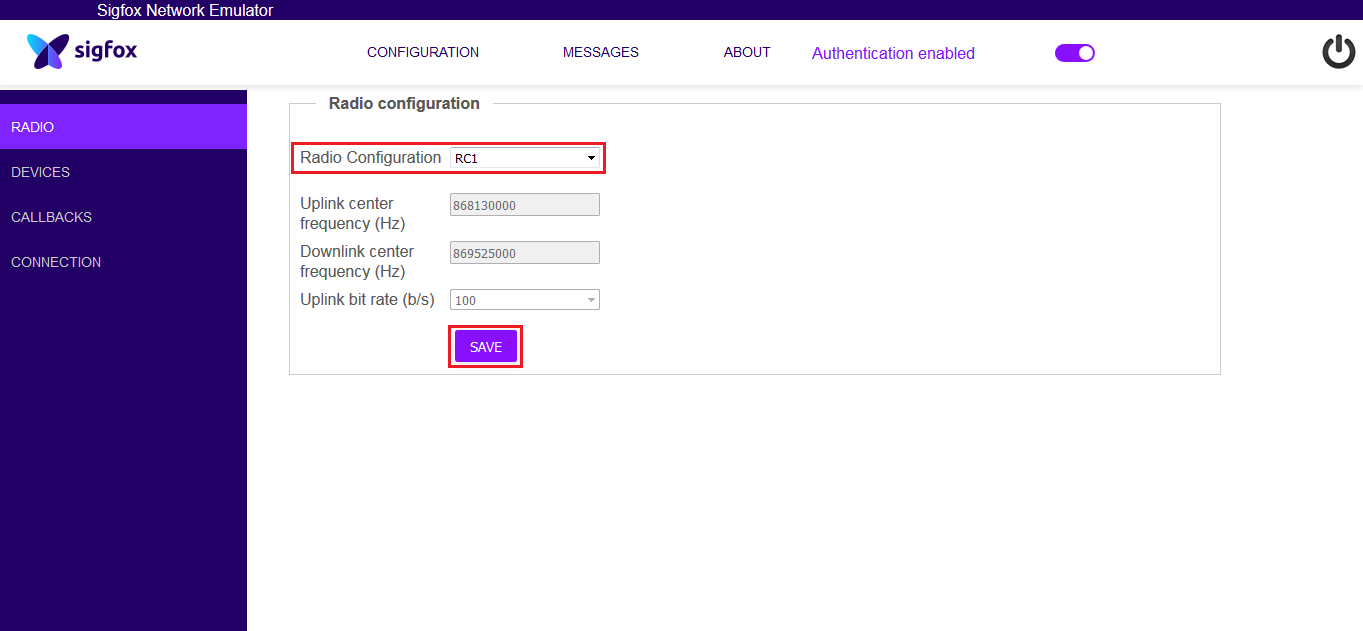 Sigfox Network Emulator
sigfox
CONFIGURATION
MESSAGES
ABOUT
Authentication enabled
RADIO
DEVICES
CALLBACKS
CONNECTION
Radio configuration
Radio Configuration RC1
Uplink center
frequency (Hz)
868130000
Downlink center
frequency (Hz)
869525000
Uplink bit rate (b/s) 100
SAVE